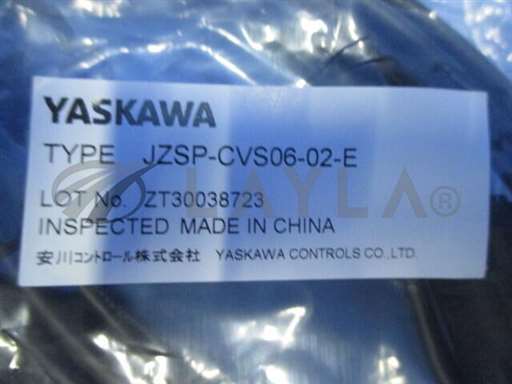 YASKAWA
TYPE JZSP-CVS06-02-E
LOT No. ZT30038723
INSPECTED MADE IN CHINA
安川コントロール株式会社 YASKAWA CONTROLS CO., LTD.
LAYLA